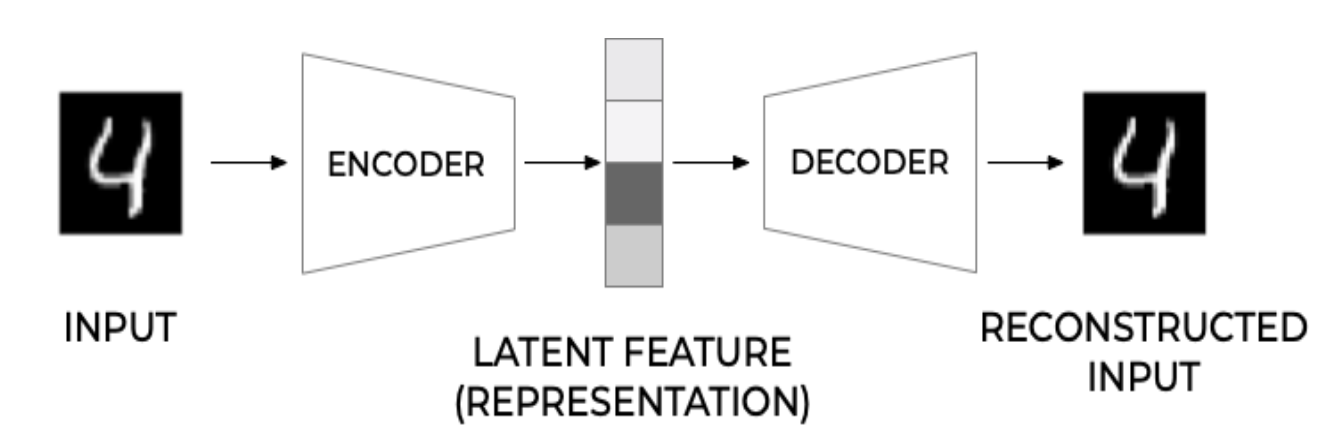 4
ENCODER
DECODER
4
INPUT
LATENT FEATURE
(REPRESENTATION)
RECONSTRUCTED
INPUT